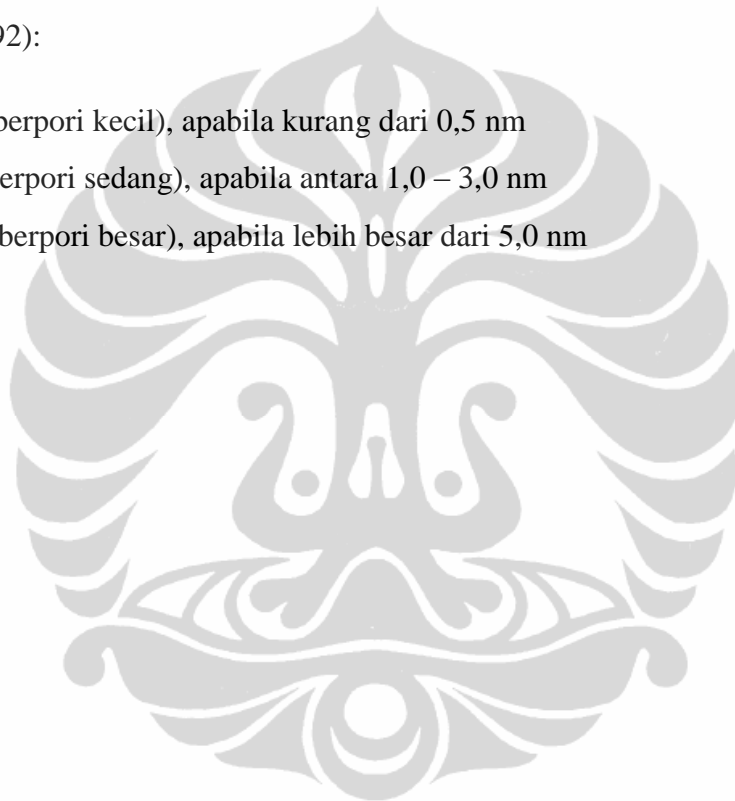 92):
berpori kecil), apabila kurang dari 0,5 nm
erpori sedang), apabila antara 1,0 – 3,0 nm
berpori besar), apabila lebih besar dari 5,0 nm